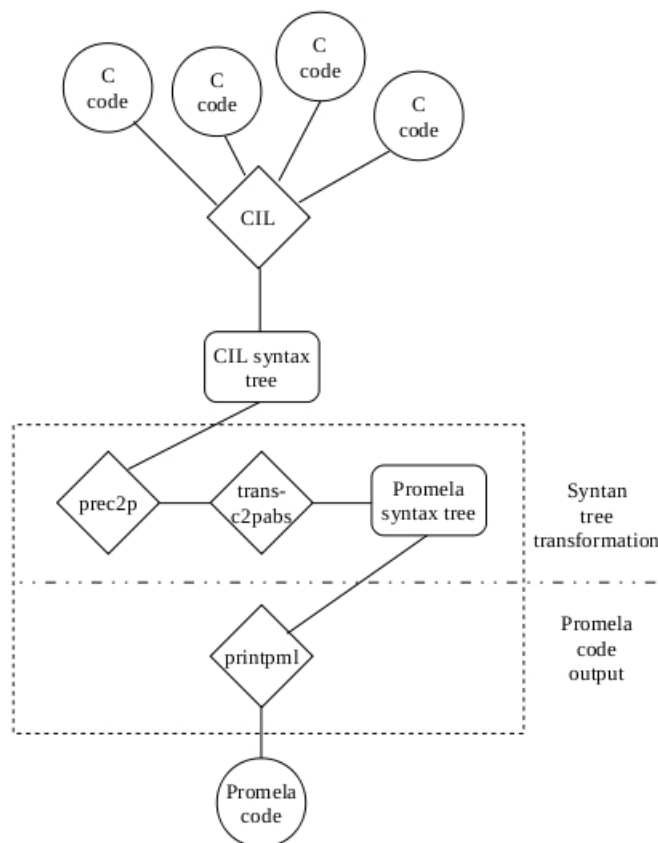 C
code
C
code
C
code
C
code
CIL
CIL syntax
tree
prec2p
trans-
c2pabs
Promela
syntax tree
Syntan
tree
transformation
printpml
Promela
code
output
Promela
code